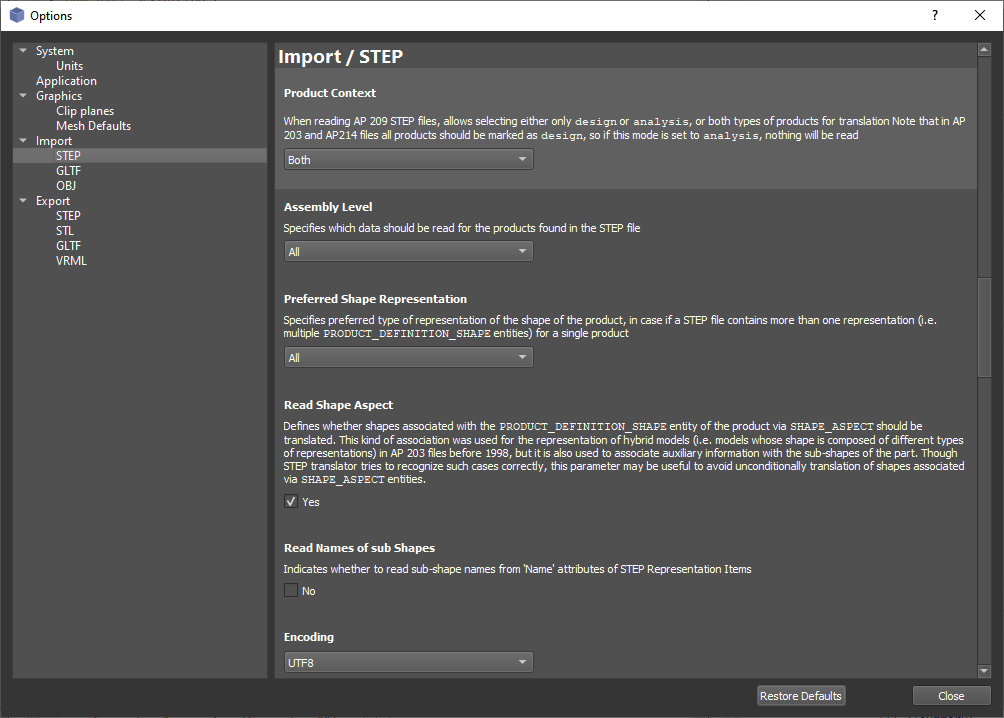 Options
?
System
Units
Application
Graphics
Clip planes
Mesh Defaults
Import
STEP
GLTF
OBJ
Export
STEP
STL
GLTF
VRML
Import / STEP
Product Context
When reading AP 209 STEP files, allows selecting either only design or analysis, or both types of products for translation Note that in AP
203 and AP214 files all products should be marked as design, so if this mode is set to analysis, nothing will be read
Both
Assembly Level
Specifies which data should be read for the products found in the STEP file
All
Preferred Shape Representation
Specifies preferred type of representation of the shape of the product, in case if a STEP file contains more than one representation (i.e.
multiple PRODUCT_DEFINITION_SHAPE entities) for a single product
All
Read Shape Aspect
Defines whether shapes associated with the PRODUCT_DEFINITION_SHAPE entity of the product via SHAPE_ASPECT should be
translated. This kind of association was used for the representation of hybrid models (i.e. models whose shape is composed of different types
of representations) in AP 203 files before 1998, but it is also used to associate auxiliary information with the sub-shapes of the part. Though
STEP translator tries to recognize such cases correctly, this parameter may be useful to avoid unconditionally translation of shapes associated
via SHAPE_ASPECT entities.
Yes
Read Names of sub Shapes
Indicates whether to read sub-shape names from 'Name' attributes of STEP Representation Items
No
Encoding
UTF8
Restore Defaults
Close